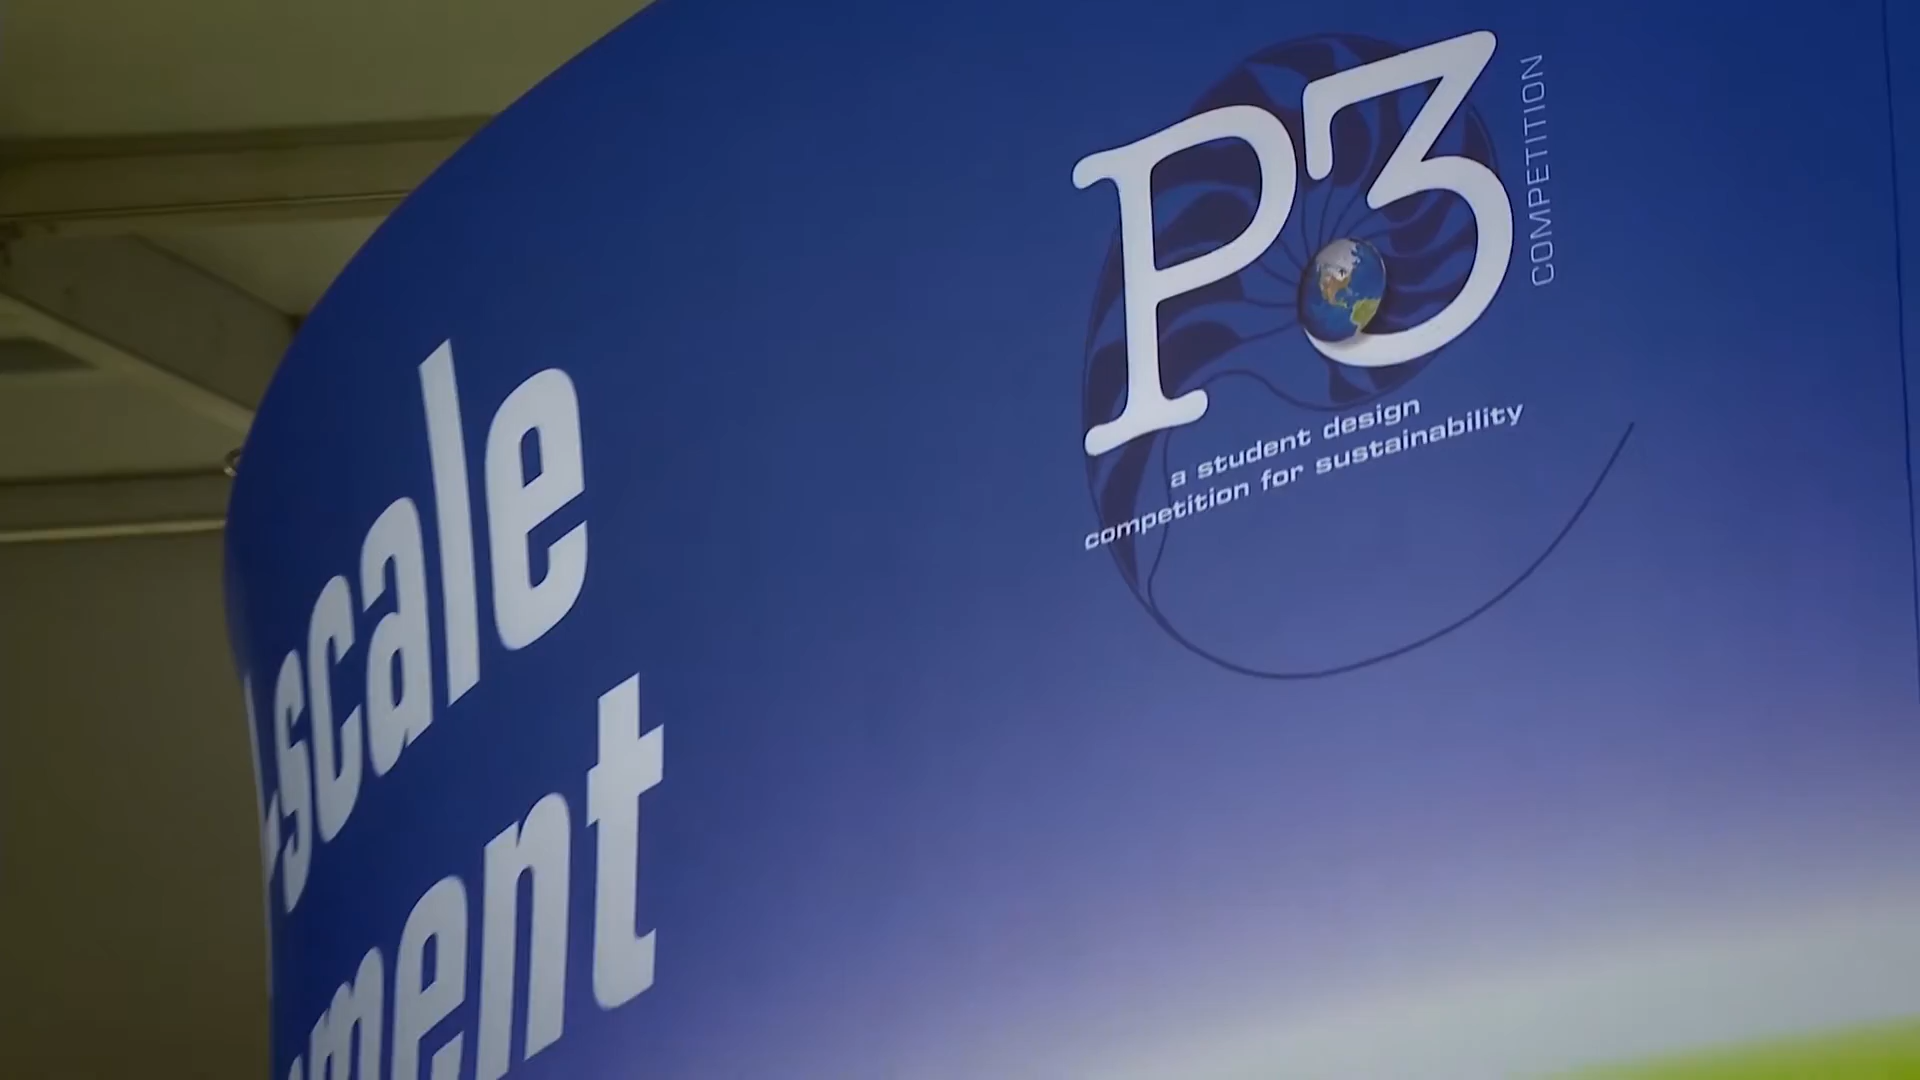 -scale
ment
P3
COMPETITION
a student design
competition for sustainability